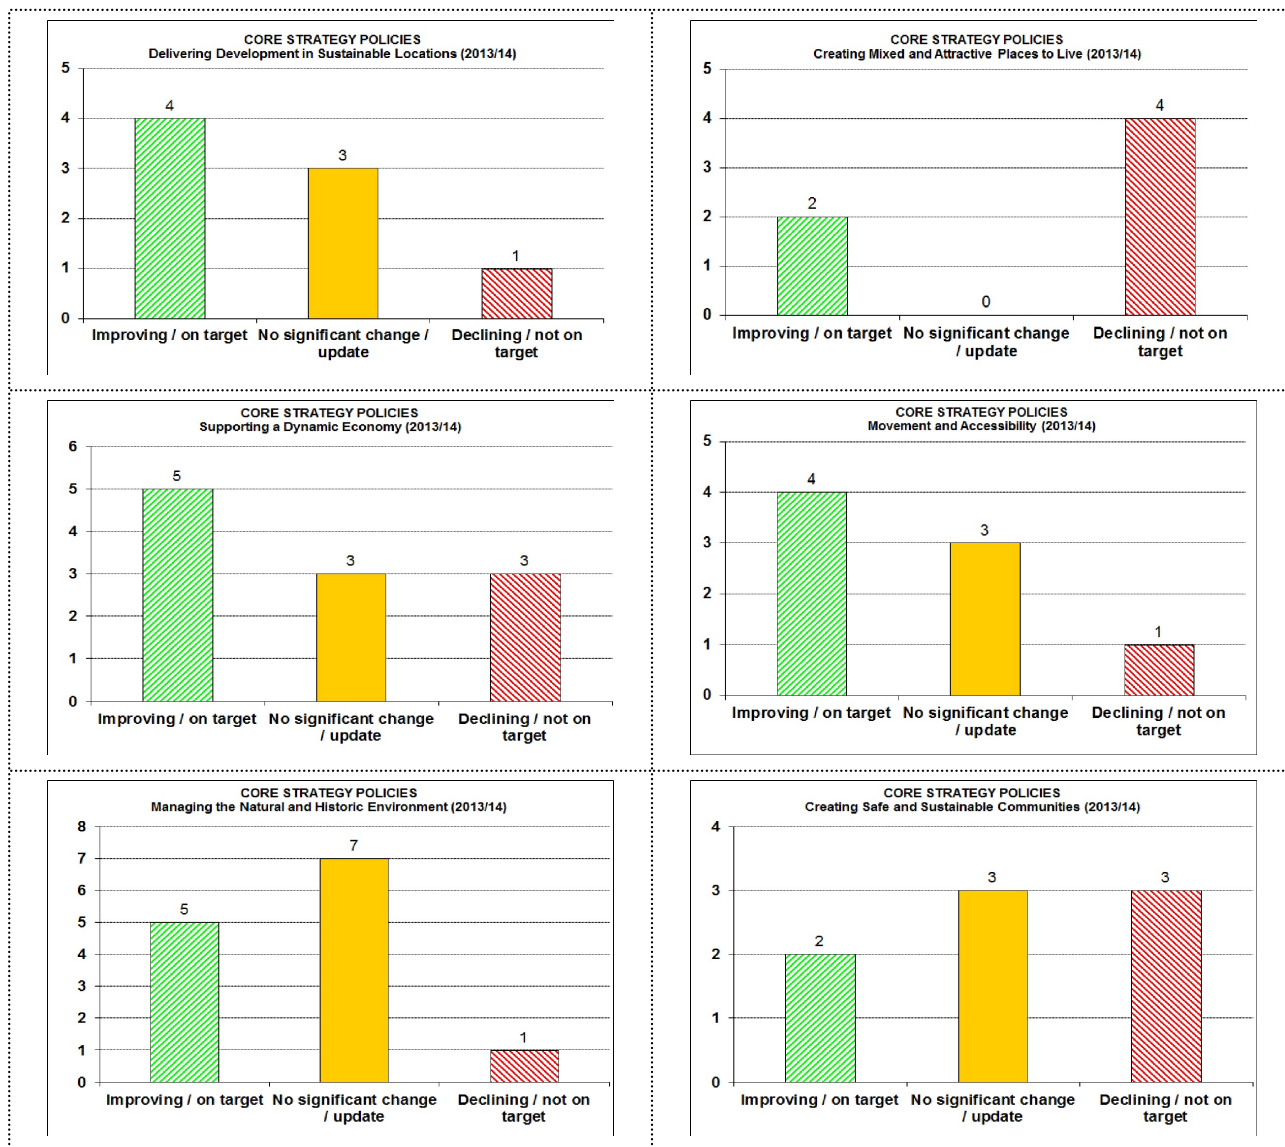 CORE STRATEGY POLICIES
Delivering Development in Sustainable Locations (2013/14)
5
4
3
2
1
0
4
3
1
Improving / on target
No significant change / update
Declining / not on target
CORE STRATEGY POLICIES
Creating Mixed and Attractive Places to Live (2013/14)
5
4
3
2
1
0
2
0
4
Improving / on target
No significant change / update
Declining / not on target
CORE STRATEGY POLICIES
Supporting a Dynamic Economy (2013/14)
6
5
4
3
2
1
0
5
3
3
Improving / on target
No significant change / update
Declining / not on target
CORE STRATEGY POLICIES
Movement and Accessibility (2013/14)
5
4
3
2
1
0
4
3
1
Improving / on target
No significant change / update
Declining / not on target
CORE STRATEGY POLICIES
Managing the Natural and Historic Environment (2013/14)
8
7
6
5
4
3
2
1
0
5
7
1
Improving / on target
No significant change / update
Declining / not on target
CORE STRATEGY POLICIES
Creating Safe and Sustainable Communities (2013/14)
4
3
2
1
0
2
3
3
Improving / on target
No significant change / update
Declining / not on target